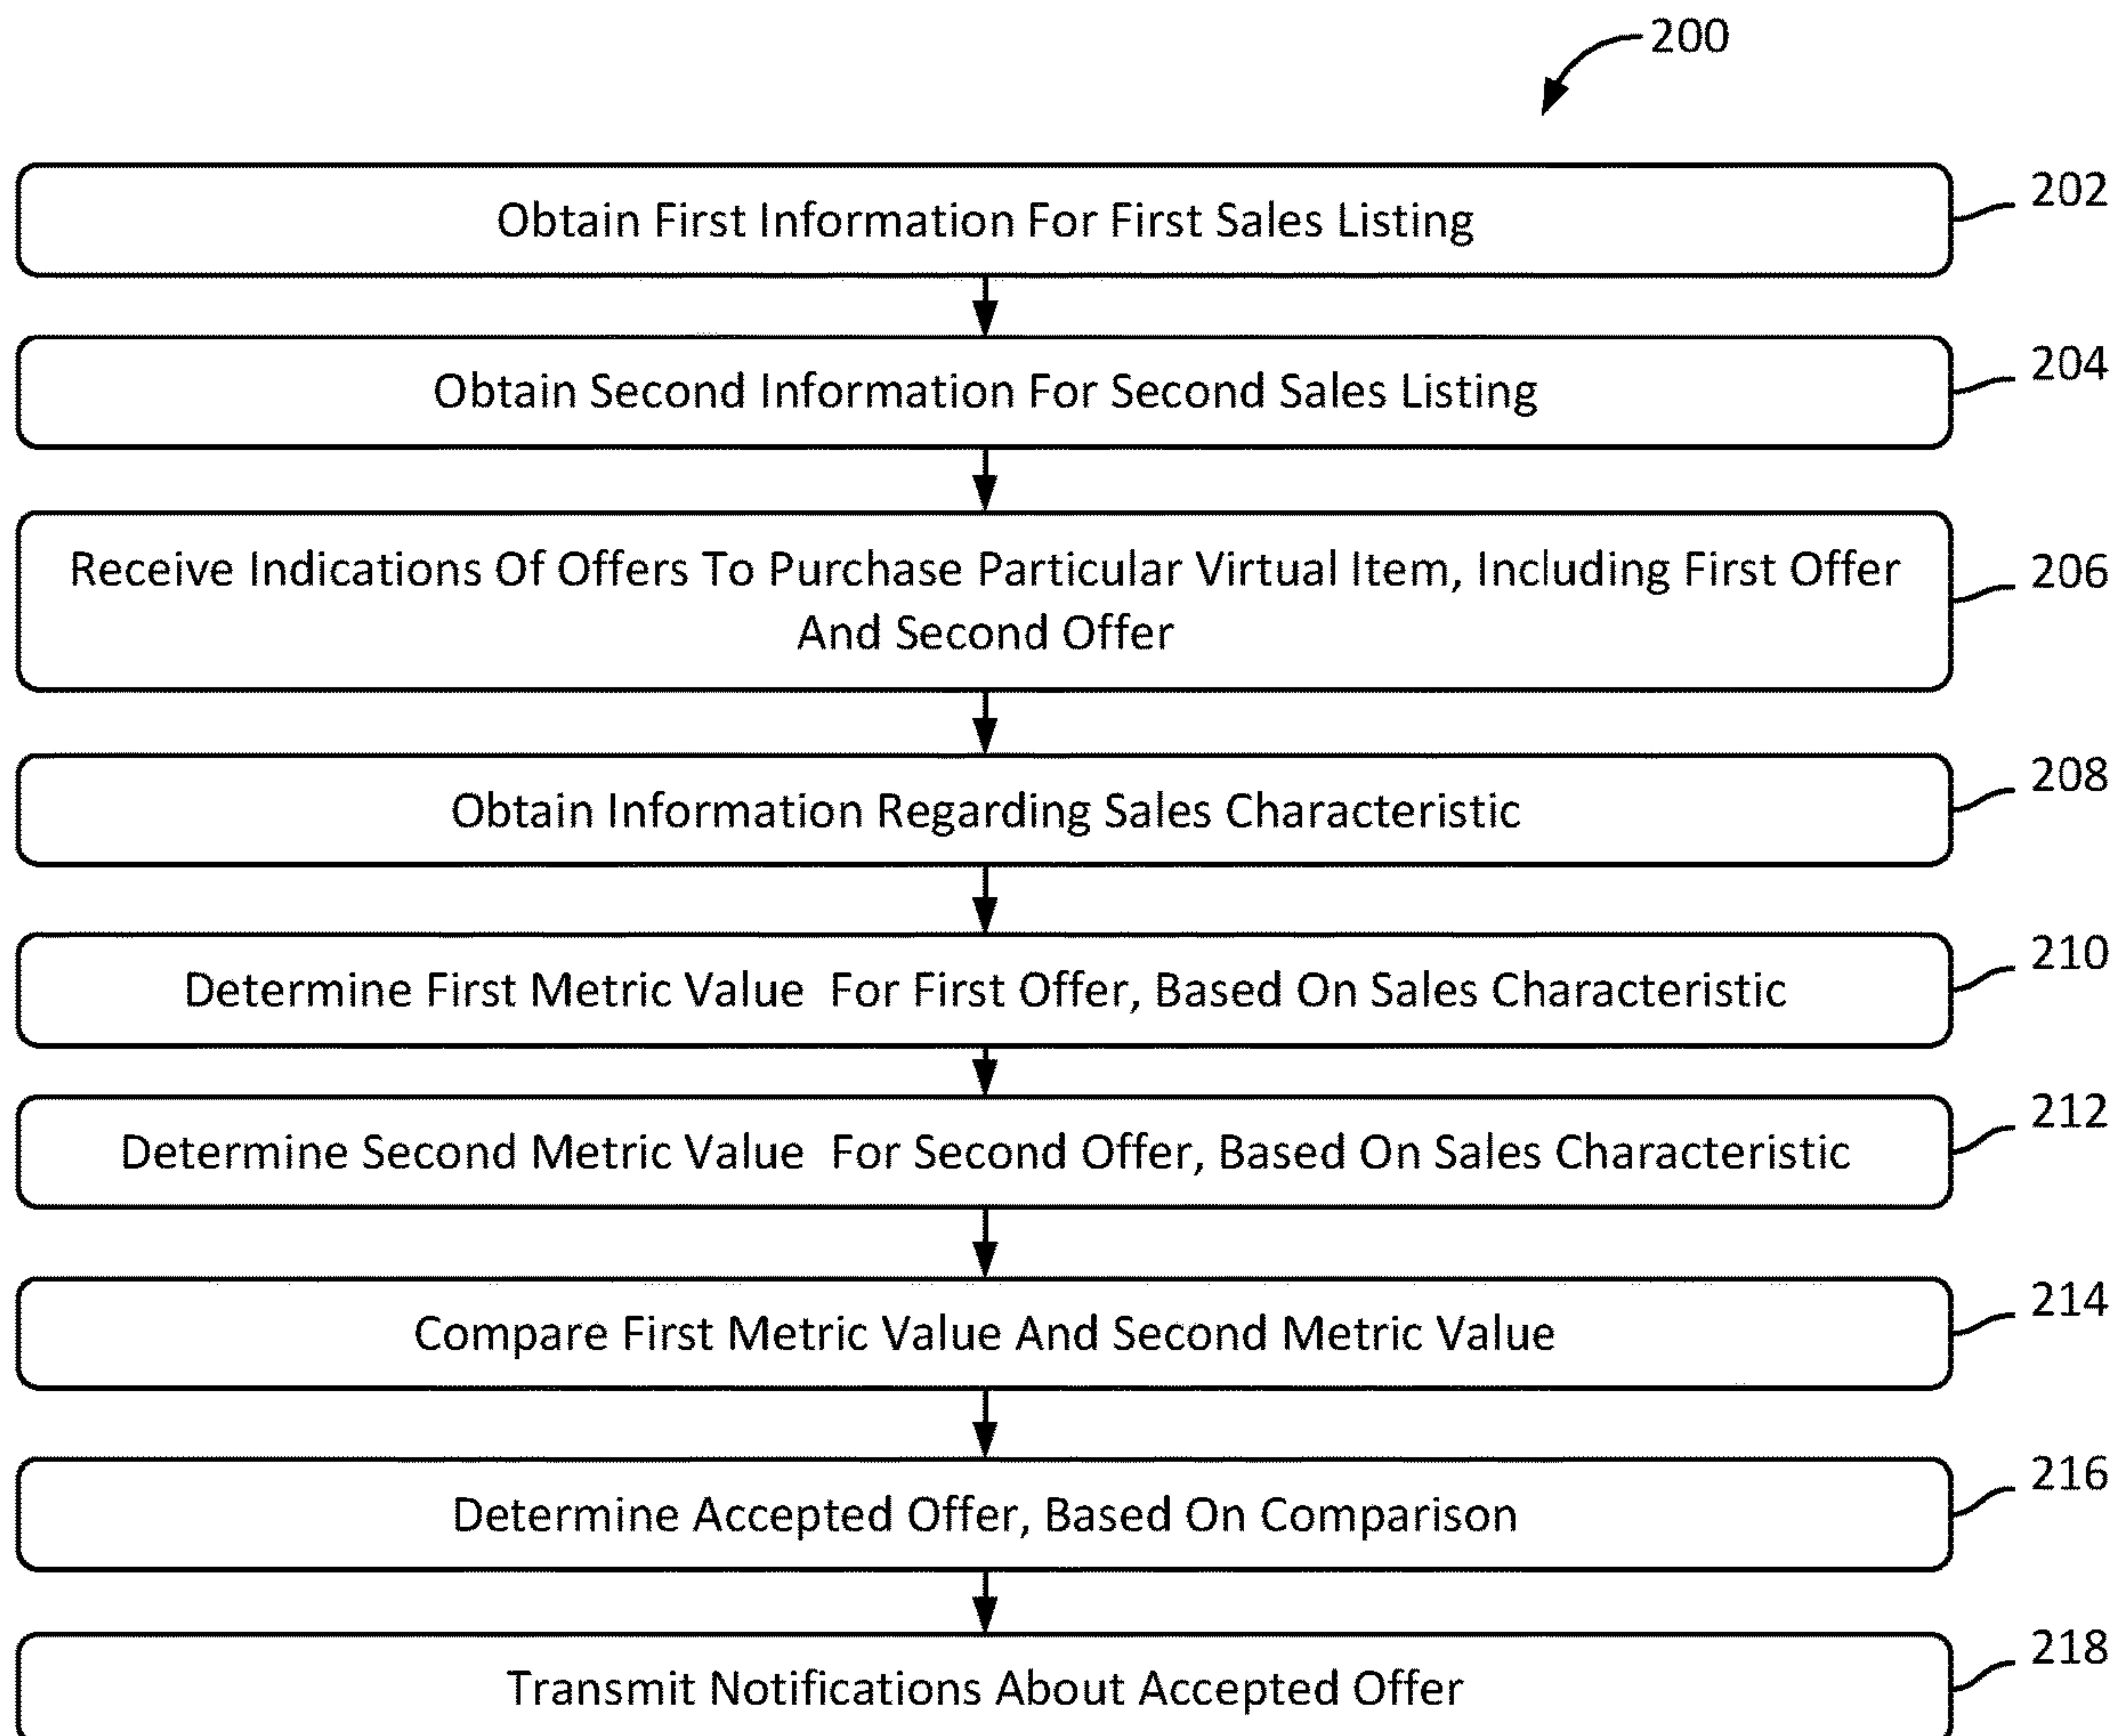 200
Obtain First Information For First Sales Listing
202
Obtain Second Information For Second Sales Listing
204
Receive Indications Of Offers To Purchase Particular Virtual Item, Including First Offer
And Second Offer
206
Obtain Information Regarding Sales Characteristic
208
Determine First Metric Value  For First Offer, Based On Sales Characteristic
210
Determine Second Metric Value  For Second Offer, Based On Sales Characteristic
212
Compare First Metric Value And Second Metric Value
214
Determine Accepted Offer, Based On Comparison
216
Transmit Notifications About Accepted Offer
218